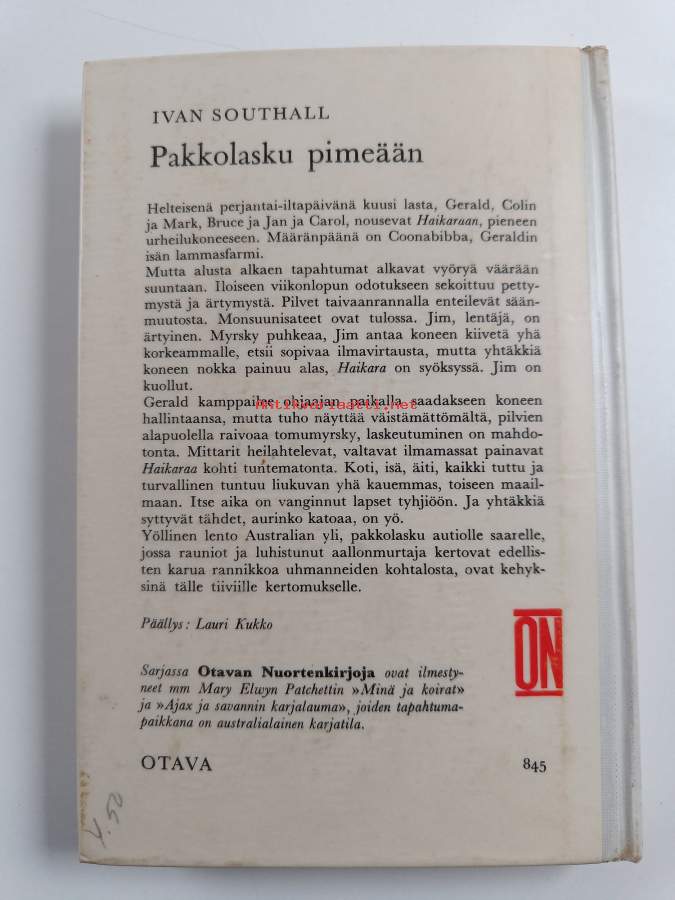 IVAN SOUTHALL
Pakkolasku pimeään
Helteisenä perjantai-iltapäivänä kuusi lasta, Gerald, Colin
ja Mark, Bruce ja Jan ja Carol, nousevat Haikaraan, pieneen
urheilukoneeseen. Määränpäänä on Coonabibba, Geraldin
isän lammasfarmi.
Mutta alusta alkaen tapahtumat alkavat vyöryä väärään
suuntaan. Iloiseen viikonlopun odotukseen sekoittuu petty-
mystä ja ärtymystä. Pilvet taivaanrannalla enteilevät sään-
muutosta. Monsuunisateet ovat tulossa. Jim, lentäjä, on
ärtyinen. Myrsky puhkeaa, Jim antaa koneen kiivetä yhä
korkeammalle, etsii sopivaa ilmavirtausta, mutta yhtäkkiä
koneen nokka painuu alas, Haikara on syöksyssä. Jim on
kuollut.
Gerald kamppailee ohjaajan paikalla saadakseen koneen
Antikvariaatti.net
hallintaansa, mutta tuho näyttää väistämättömältä, pilvien
alapuolella raivoaa tomumyrsky, laskeutuminen on mahdo-
tonta. Mittarit heilahtelevat, valtavat ilmamassat painavat
Haikaraa kohti tuntematonta. Koti, isä, äiti, kaikki tuttu ja
turvallinen tuntuu liukuvan yhä kauemmas, toiseen maail-
maan. Itse aika on vanginnut lapset tyhjiöön. Ja yhtäkkiä
syttyvät tähdet, aurinko katoaa, on yö.
Yöllinen lento Australian yli, pakkolasku autiolle saarelle,
jossa rauniot ja luhistunut aallonmurtaja kertovat edellis-
ten karua rannikkoa uhmanneiden kohtalosta, ovat kehyk-
sinä tälle tiiviille kertomukselle.
Päällys: Lauri Kukko
ON
Sarjassa Otavan Nuortenkirjoja ovat ilmesty-
neet mm Mary Elwyn Patchettin »Minä ja koirat»
ja »Ajax ja savannin karjalauma», joiden tapahtuma-
paikkana on australialainen karjatila.
OTAVA 845
4.50